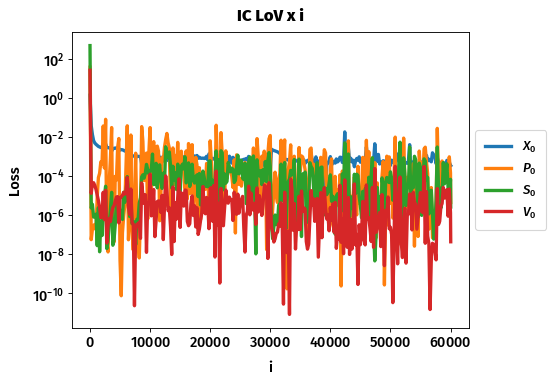 IC LoV x i
Loss
10²
10⁰
10⁻²
10⁻⁴
10⁻⁶
10⁻⁸
10⁻¹⁰
0 10000 20000 30000 40000 50000 60000
i
X₀
P₀
S₀
V₀